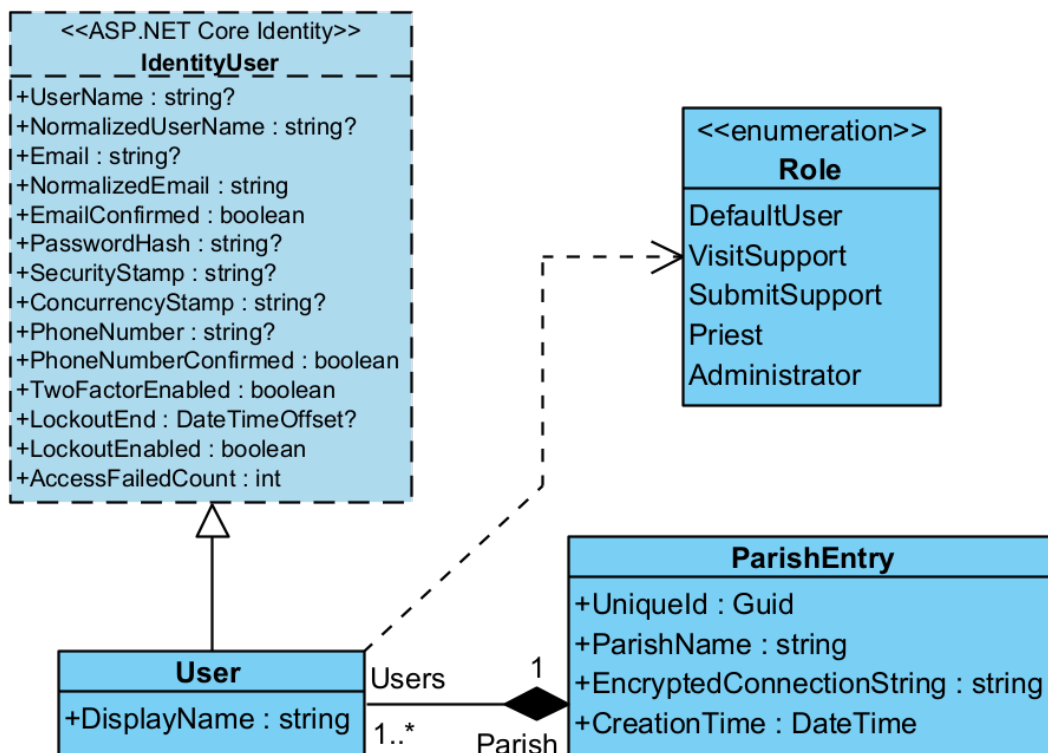 <<ASP.NET Core Identity>>
IdentityUser
+UserName : string?
+NormalizedUserName : string?
+Email : string?
+NormalizedEmail : string
+EmailConfirmed : boolean
+PasswordHash : string?
+SecurityStamp : string?
+ConcurrencyStamp : string?
+PhoneNumber : string?
+PhoneNumberConfirmed : boolean
+TwoFactorEnabled : boolean
+LockoutEnd : DateTimeOffset?
+LockoutEnabled : boolean
+AccessFailedCount : int
<<enumeration>>
Role
DefaultUser
VisitSupport
SubmitSupport
Priest
Administrator
User
+DisplayName : string
Users
1..*
1
Parish
ParishEntry
+UniqueId : Guid
+ParishName : string
+EncryptedConnectionString : string
+CreationTime : DateTime